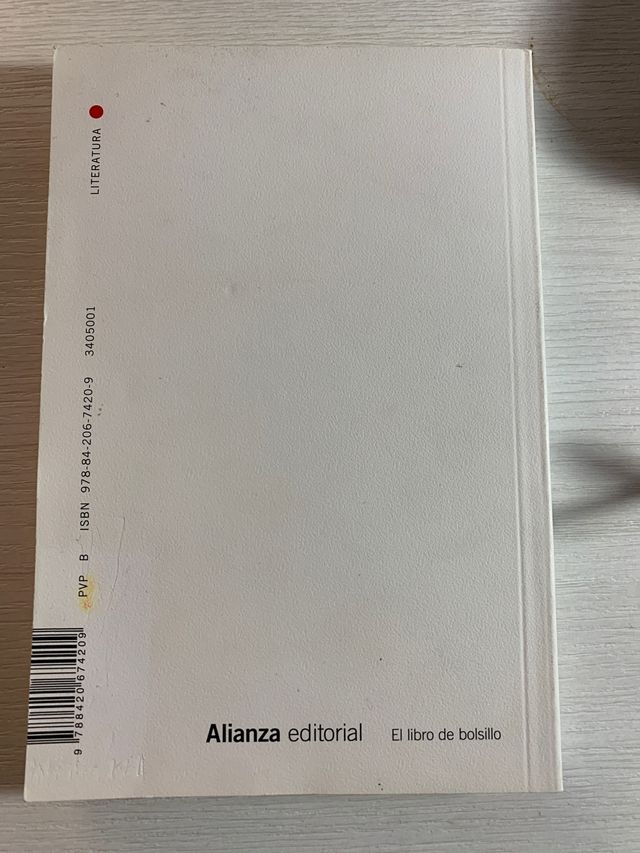 LITERATURA
PVP B ISBN 978-84-206-7420-9 3405001
9 788420 674209
Alianza editorial El libro de bolsillo